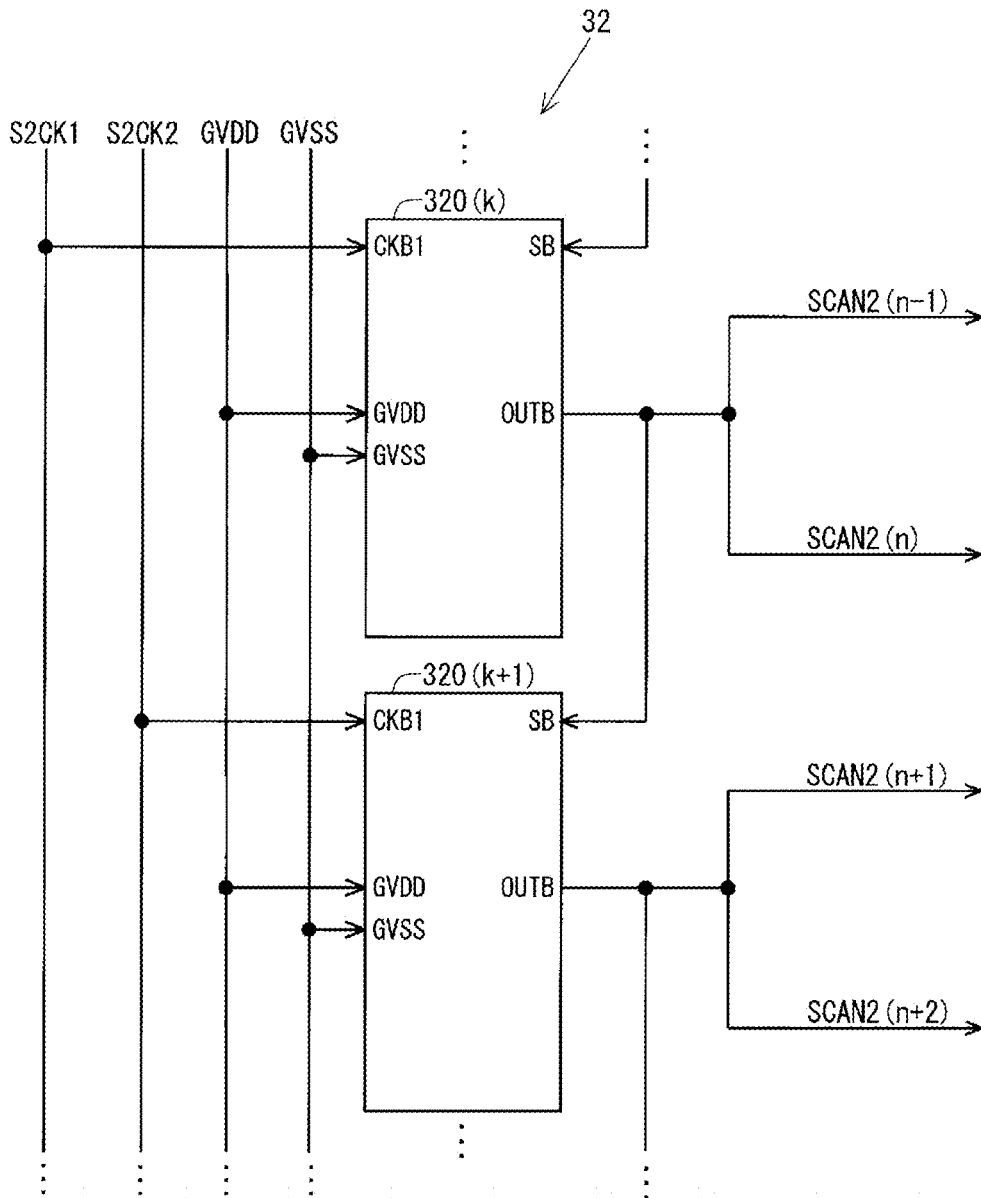 32
S2CK1 S2CK2 GVDD GVSS
320(k)
CKB1 SB
SCAN2(n-1)
GVDD OUTB
GVSS
SCAN2(n)
320(k+1)
CKB1 SB
SCAN2(n+1)
GVDD OUTB
GVSS
SCAN2(n+2)